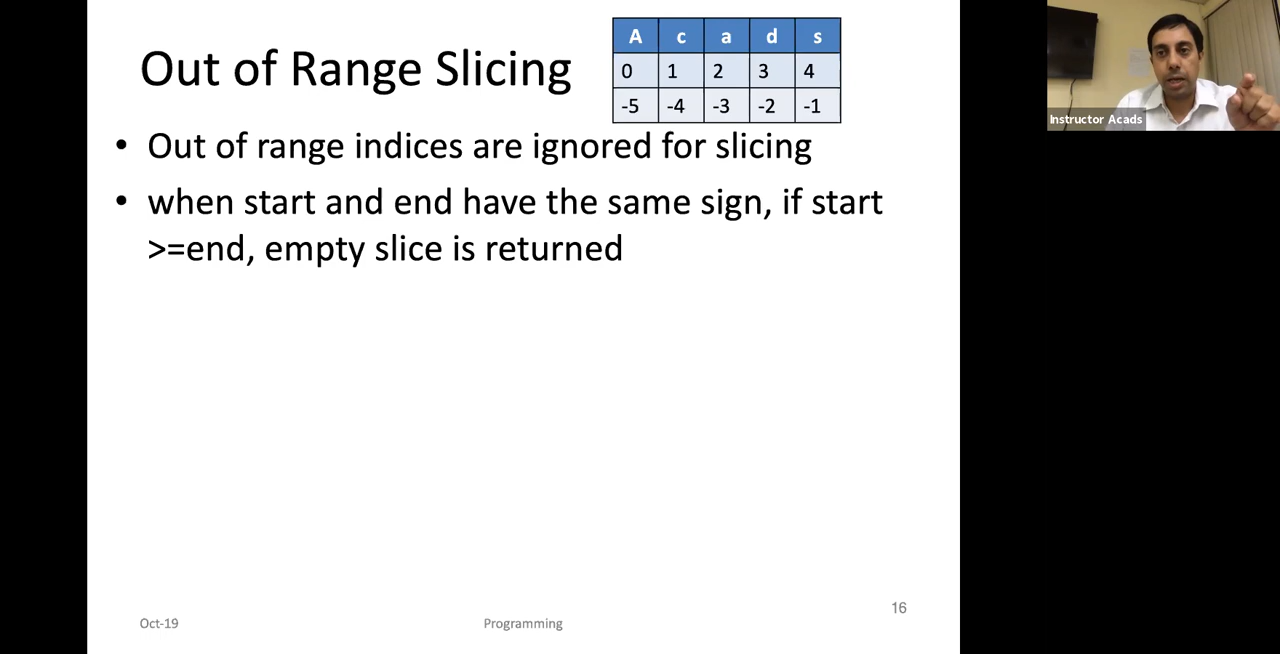 Out of Range Slicing
A c a d s
0 1 2 3 4
-5 -4 -3 -2 -1
• Out of range indices are ignored for slicing
• when start and end have the same sign, if start
>=end, empty slice is returned
Oct-19
Programming
16
Instructor Acads